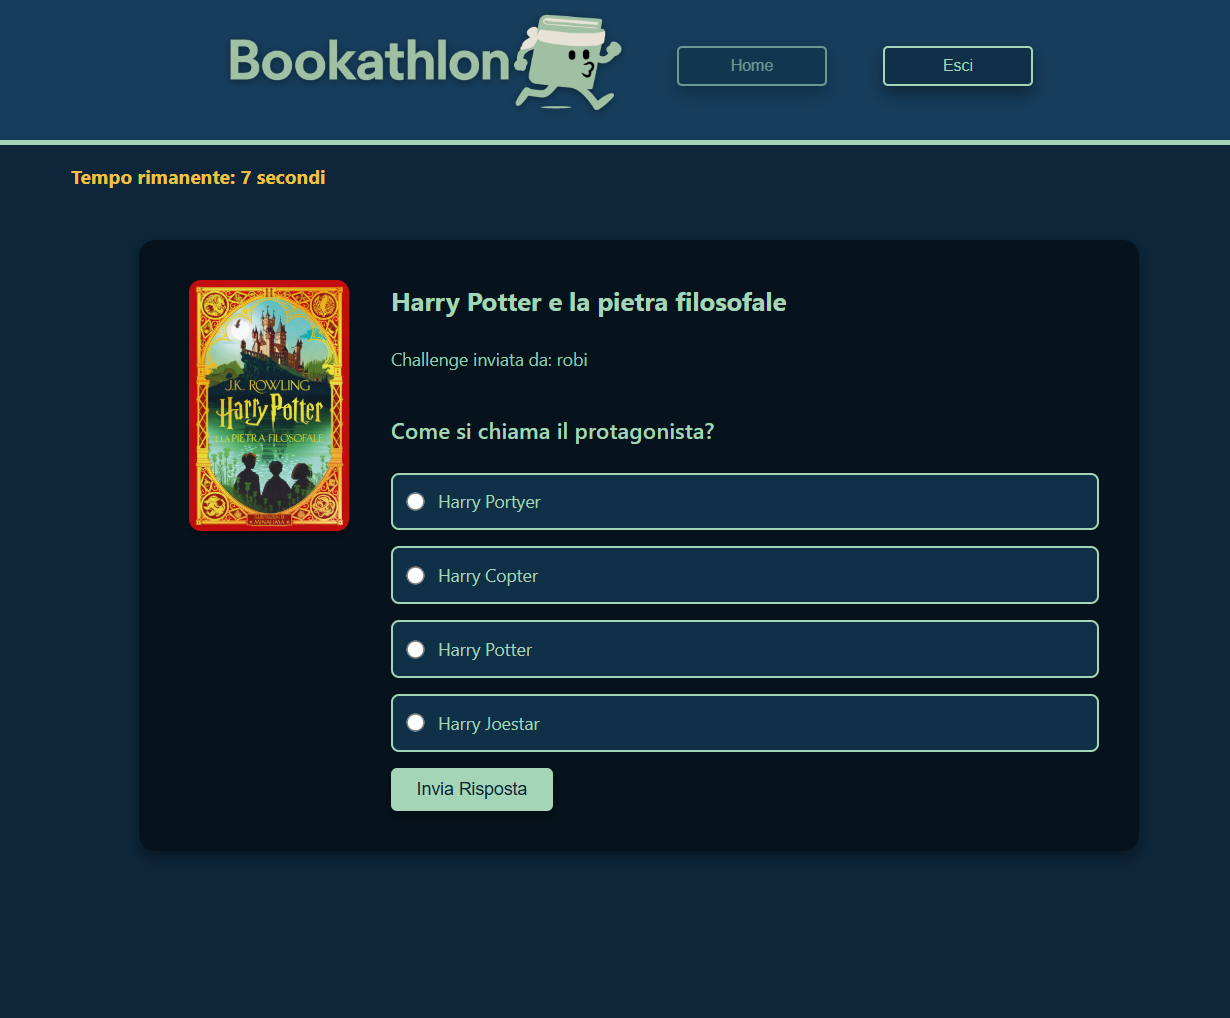 Bookathlon
Home
Esci
Tempo rimanente: 7 secondi
J.K. ROWLING
Harry Potter
E LA PIETRA FILOSOFALE
MINALIMA
Harry Potter e la pietra filosofale
Challenge inviata da: robi
Come si chiama il protagonista?
Harry Portyer
Harry Copter
Harry Potter
Harry Joestar
Invia Risposta